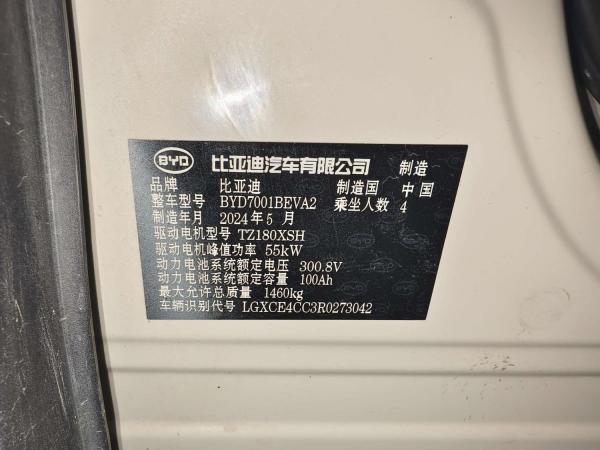 BYD 比亚迪汽车有限公司 制造
品牌 比亚迪 制造国 中国
整车型号 BYD7001BEVA2 乘坐人数 4
制造年月 2024年5月
驱动电机型号 TZ180XSH
驱动电机峰值功率 55kW
动力电池系统额定电压 300.8V
动力电池系统额定容量 100Ah
最大允许总质量 1460kg
车辆识别代号 LGXCE4CC3R0273042